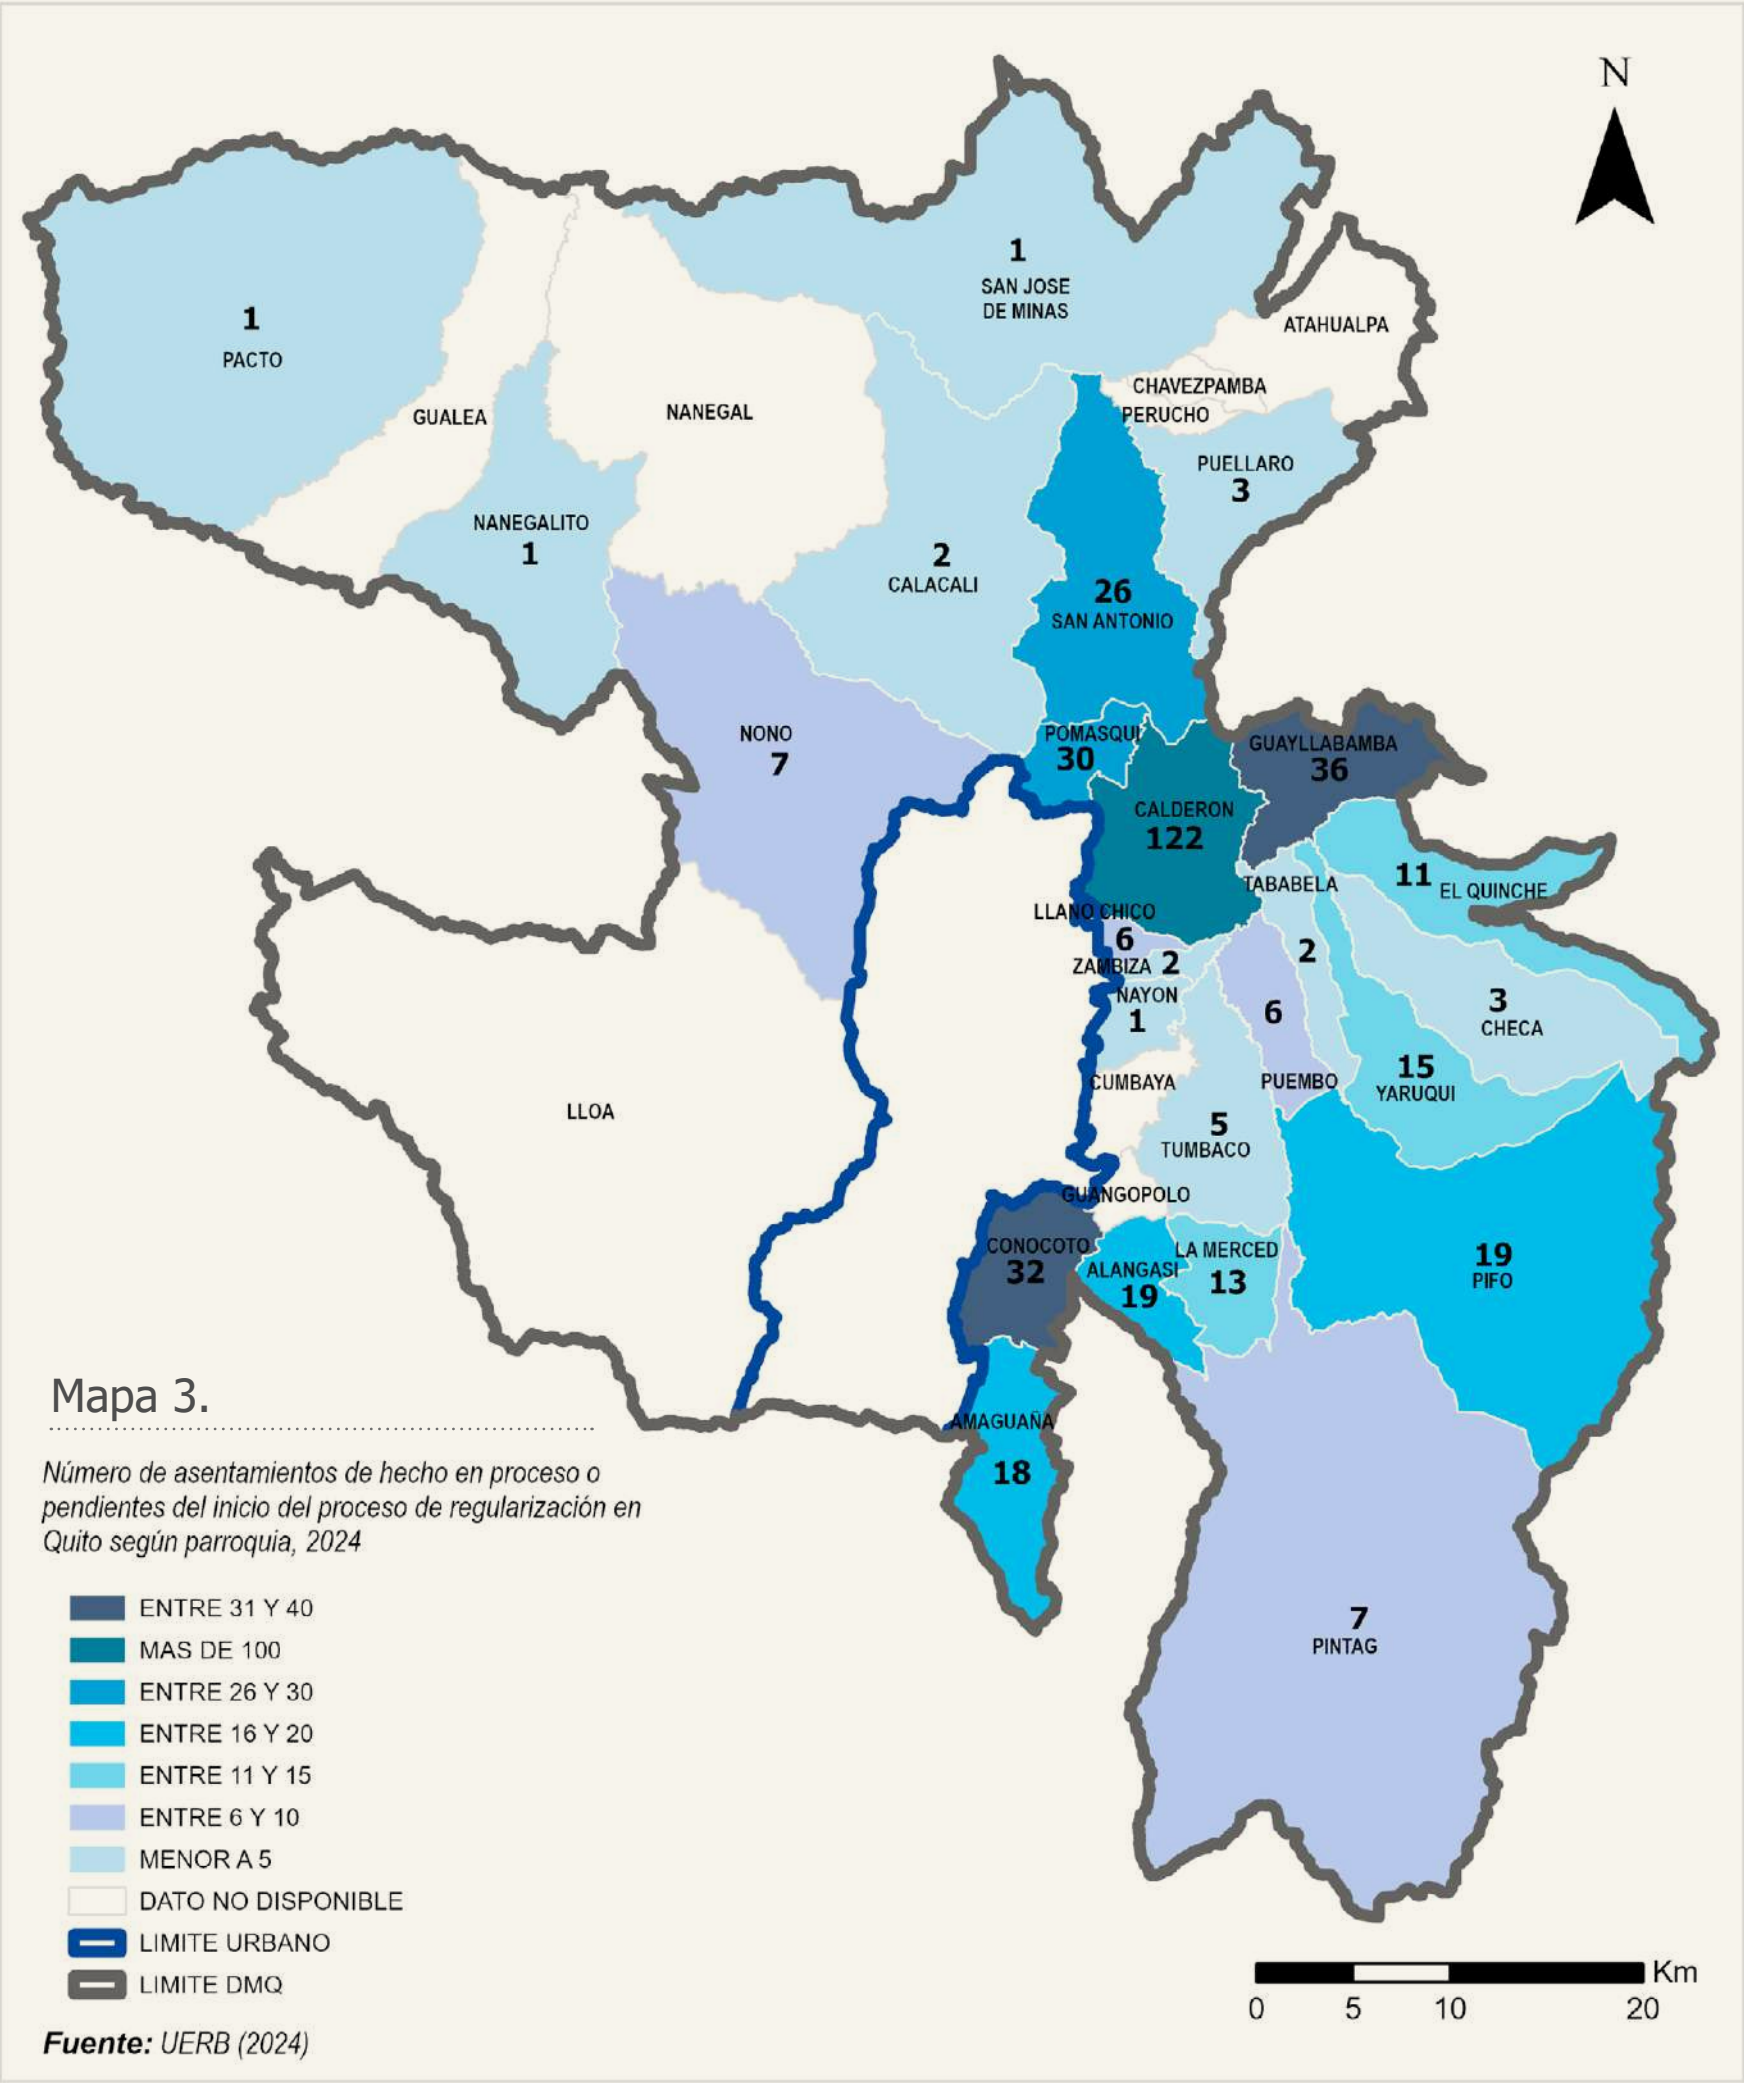 N
1
SAN JOSE
DE MINAS
1
PACTO
ATAHUALPA
CHAVEZPAMBA
PERUCHO
GUALEA
NANEGAL
PUELLARO
3
NANEGALITO
1
2
CALACALI
26
SAN ANTONIO
NONO
7
POMASQUI
30
GUAYLLABAMBA
36
CALDERON
122
TABABELA
2
11
EL QUINCHE
LLANO CHICO
6
ZAMBIZA 2
NAYON
1
6
PUEMBO
3
CHECA
15
YARUQUI
CUMBAYA
LLOA
5
TUMBACO
GUANGOPOLO
CONOCOTO
32
ALANGASI
19
LA MERCED
13
19
PIFO
AMAGUAÑA
18
7
PINTAG
Mapa 3.
Número de asentamientos de hecho en proceso o
pendientes del inicio del proceso de regularización en
Quito según parroquia, 2024
ENTRE 31 Y 40
MAS DE 100
ENTRE 26 Y 30
ENTRE 16 Y 20
ENTRE 11 Y 15
ENTRE 6 Y 10
MENOR A 5
DATO NO DISPONIBLE
LIMITE URBANO
LIMITE DMQ
Km
0 5 10 20
Fuente: UERB (2024)